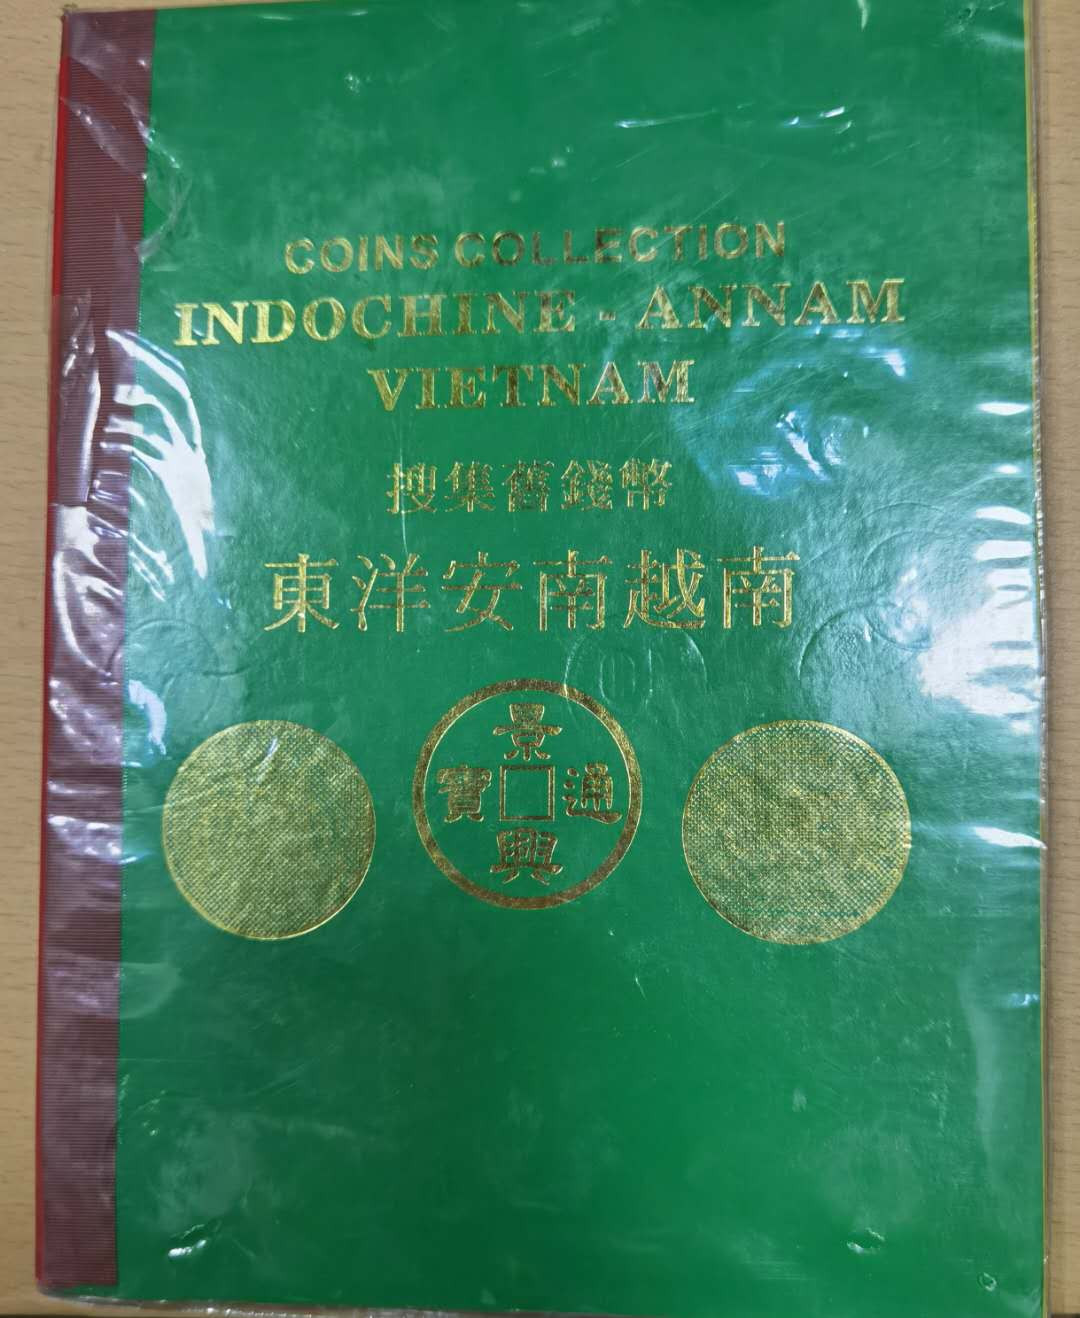 COINS COLLECTION
INDOCHINE - ANNAM
VIETNAM
搜集舊錢幣
東洋安南越南
景
寶 通
興